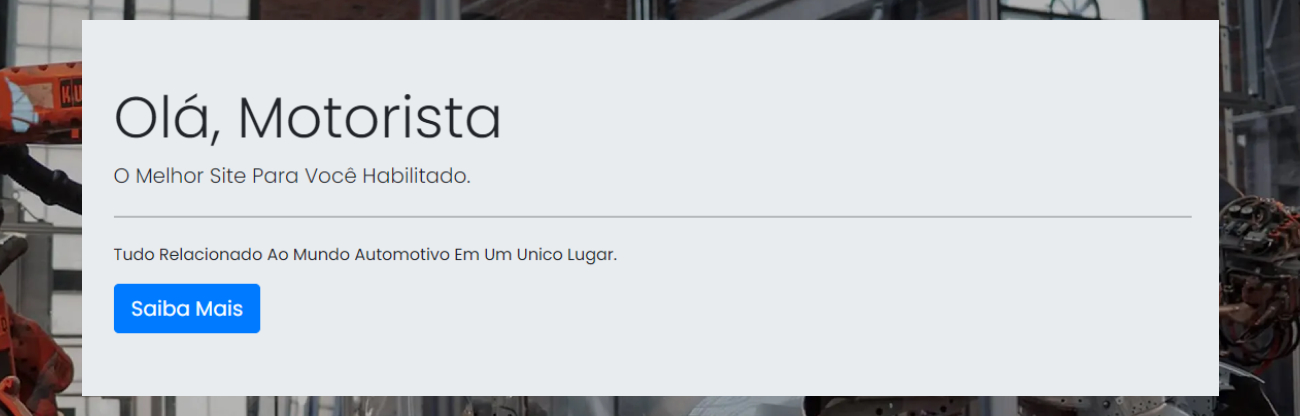 Olá, Motorista
O Melhor Site Para Você Habilitado.
Tudo Relacionado Ao Mundo Automotivo Em Um Unico Lugar.
Saiba Mais